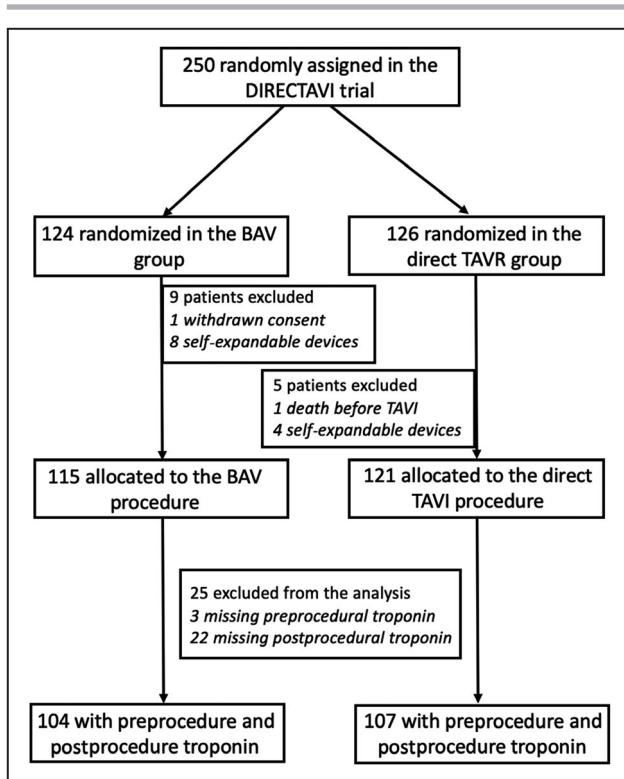 250 randomly assigned in the
DIRECTAVI trial
124 randomized in the BAV
group
126 randomized in the
direct TAVR group
9 patients excluded
1 withdrawn consent
8 self-expandable devices
5 patients excluded
1 death before TAVI
4 self-expandable devices
115 allocated to the BAV
procedure
121 allocated to the direct
TAVI procedure
25 excluded from the analysis
3 missing preprocedural troponin
22 missing postprocedural troponin
104 with preprocedure and
postprocedure troponin
107 with preprocedure and
postprocedure troponin